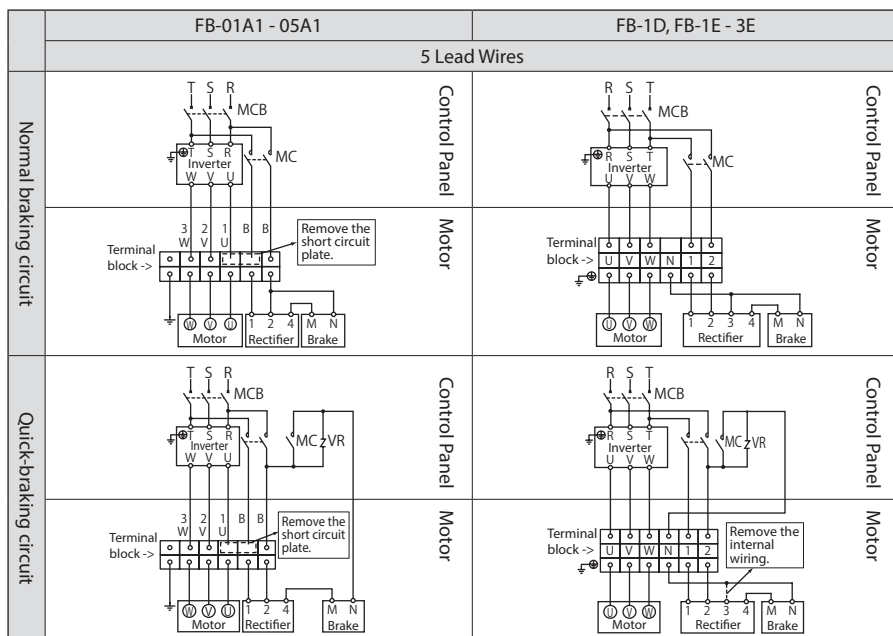 FB-01A1 - 05A1
FB-1D, FB-1E - 3E
5 Lead Wires
Normal braking circuit
T S R
MCB
T S R
Inverter
W V U
MC
Control Panel
3 2 1
W V U B B
Remove the
short circuit
plate.
Terminal
block ->
W V U
Motor
1 2 4
Rectifier
M N
Brake
Motor
R S T
MCB
R S T
Inverter
U V W
MC
Control Panel
Terminal
block ->
U V W N 1 2
U V W
Motor
1 2 3 4
Rectifier
M N
Brake
Motor
Quick-braking circuit
T S R
MCB
T S R
Inverter
W V U
MC
VR
Control Panel
3 2 1
W V U B B
Remove the
short circuit
plate.
Terminal
block ->
W V U
Motor
1 2 4
Rectifier
M N
Brake
Motor
R S T
MCB
R S T
Inverter
U V W
MC
VR
Control Panel
Terminal
block ->
U V W N 1 2
Remove the
internal
wiring.
U V W
Motor
1 2 3 4
Rectifier
M N
Brake
Motor